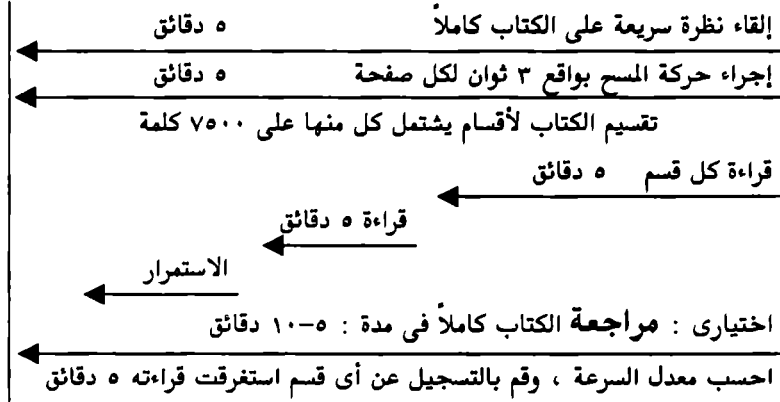 إلقاء نظرة سريعة على الكتاب كاملاً ٥ دقائق
إجراء حركة المسح بواقع ٣ ثوان لكل صفحة ٥ دقائق
تقسيم الكتاب لأقسام يشتمل كل منها على ٧٥٠٠ كلمة
قراءة كل قسم ٥ دقائق
قراءة ٥ دقائق
الاستمرار
اختيارى : مراجعة الكتاب كاملاً فى مدة : ٥-١٠ دقائق
احسب معدل السرعة ، وقم بالتسجيل عن أى قسم استغرقت قراءته ٥ دقائق